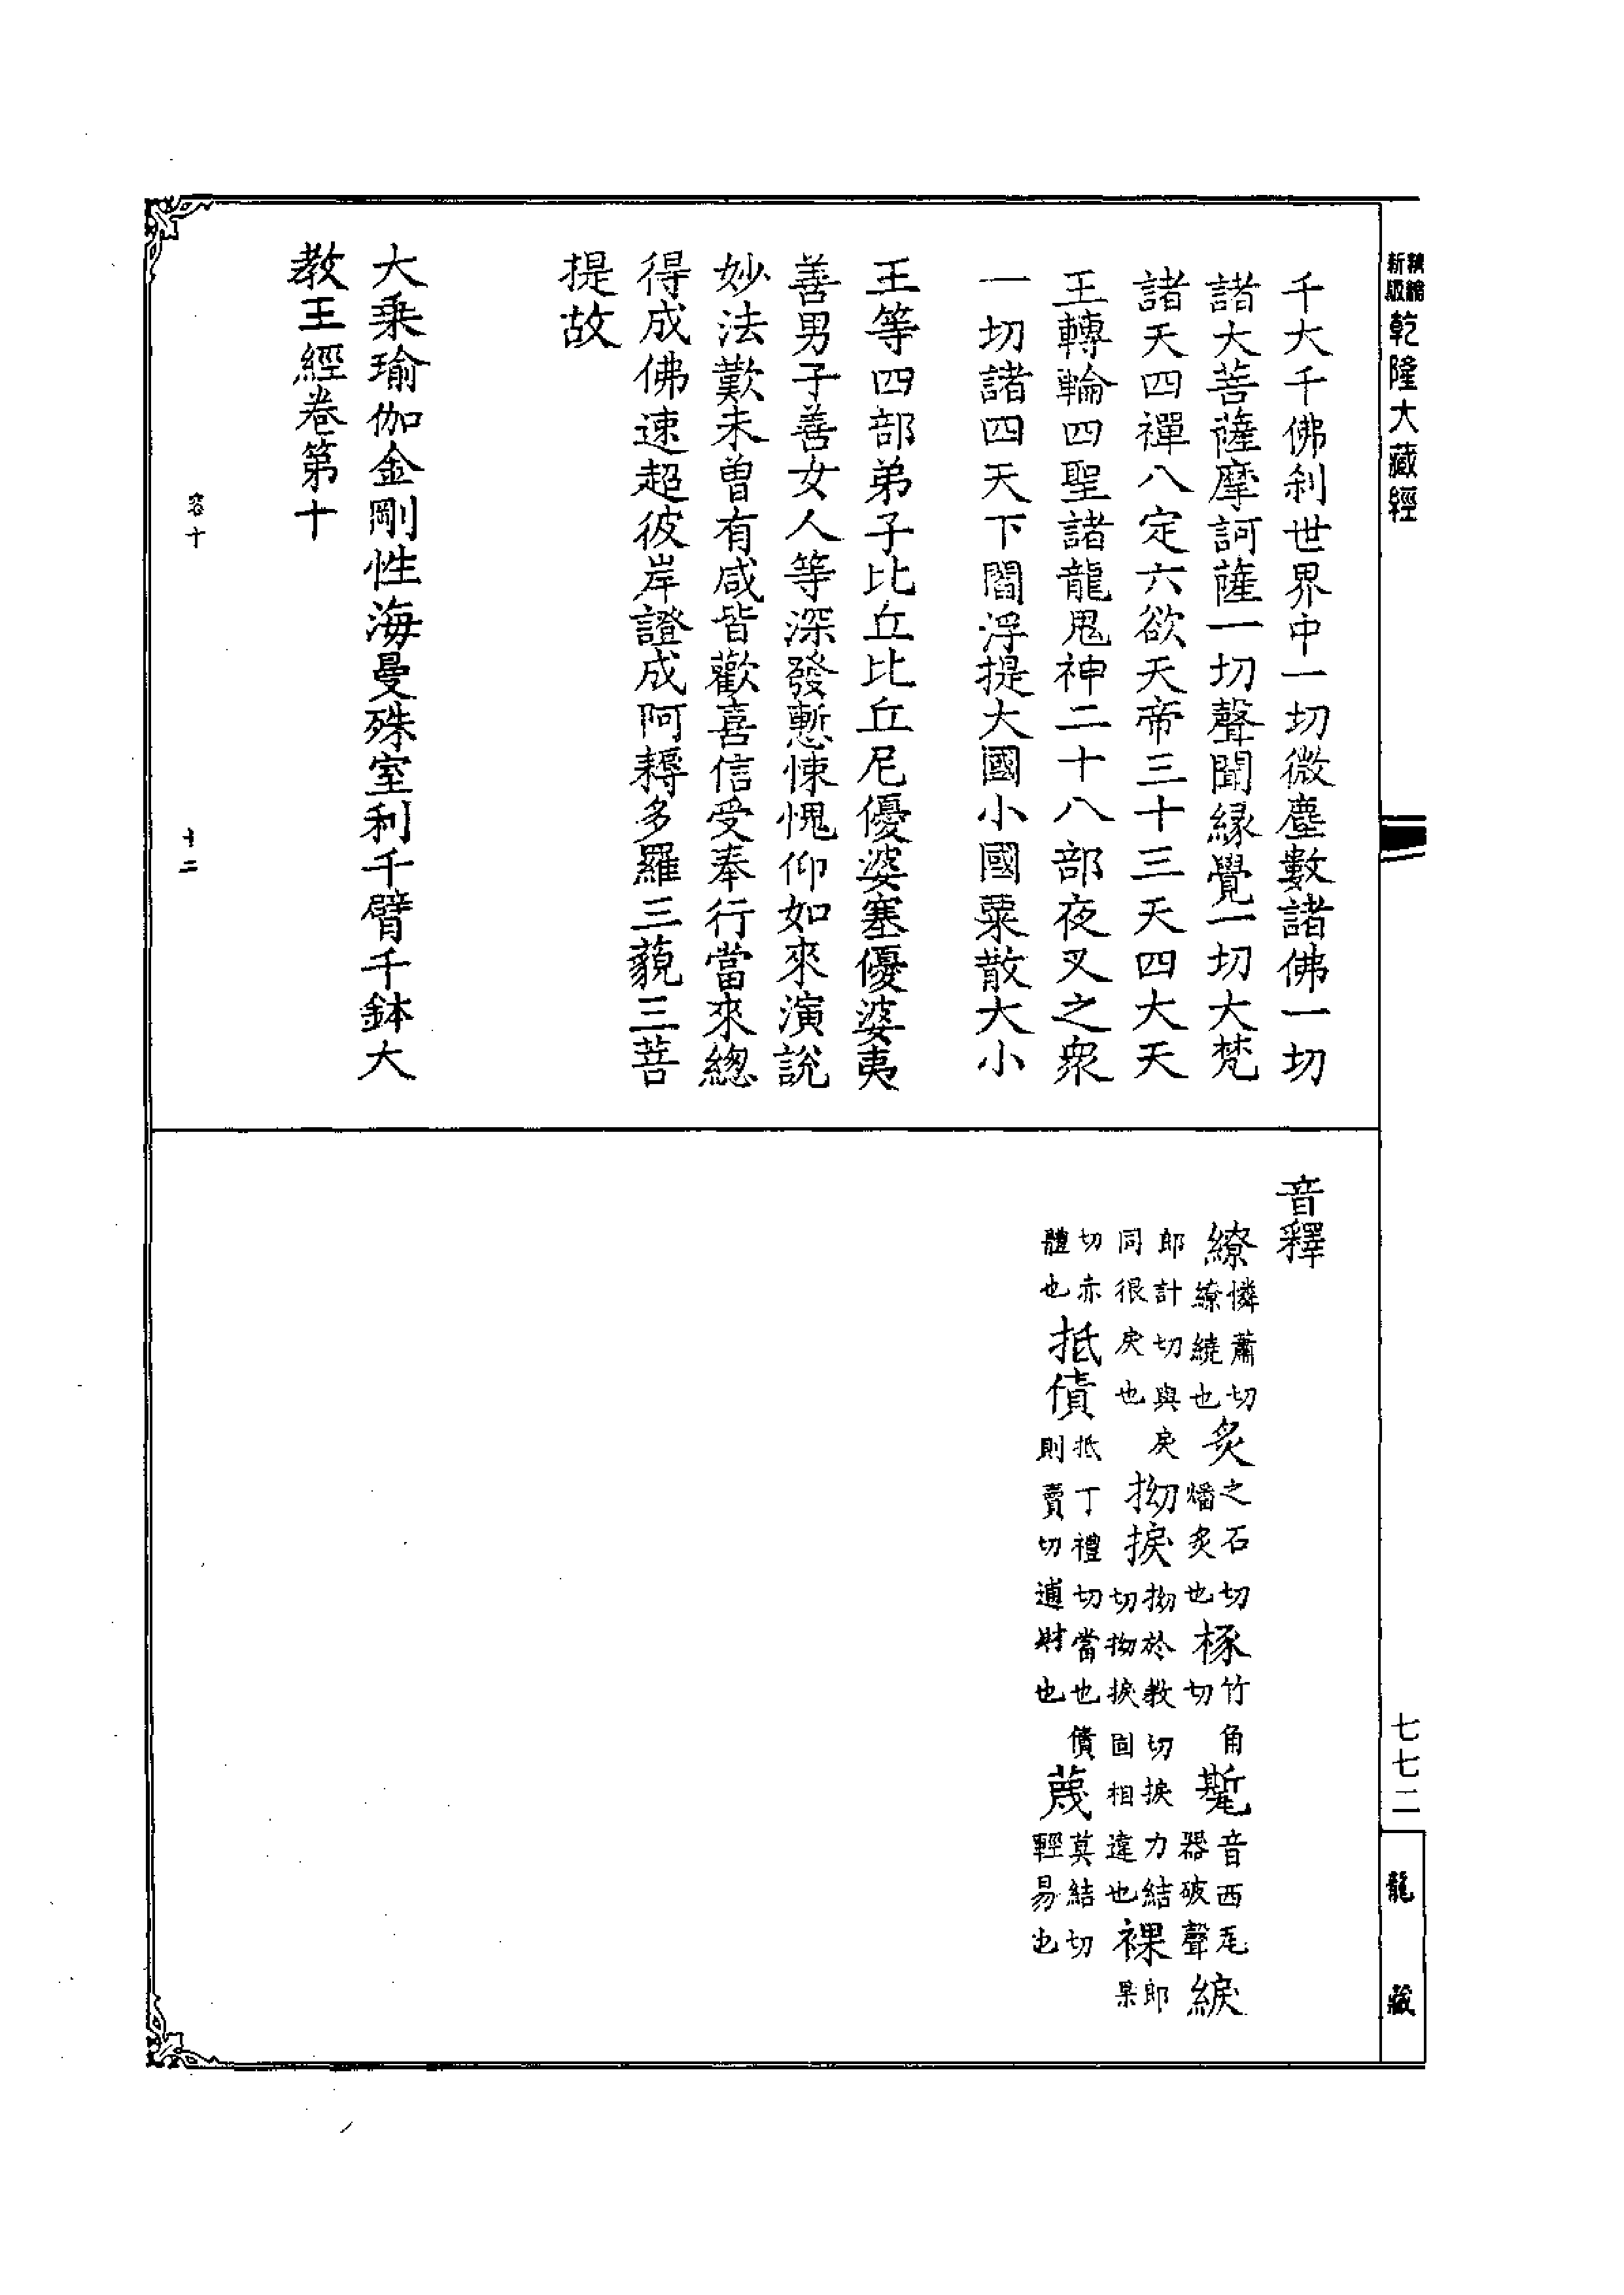 乾隆大藏經
千大千佛刹世界中一切微塵數諸佛一切
諸大菩薩摩訶薩一切聲聞緣覺一切大梵
諸天四禪八定六欲天帝三十三天四大天
王轉輪四聖諸龍鬼神二十八部夜叉之衆
一切諸四天下閻浮提大國小國粟散大小
王等四部弟子比丘比丘尼優婆塞優婆夷
善男子善女人等深發慙悚愧仰如來演說
妙法歎未曾有咸皆歡喜信受奉行當來總
得成佛速超彼岸證成阿耨多羅三藐三菩
提故
大乘瑜伽金剛性海曼殊室利千臂千鉢大
教王經卷第十
容十
十二
音釋
繚憐蕭切繚繞也炙之石切燔炙也椓竹角切㽄音西瓦器破聲綟
郎計切與戾同很戾也拗捩拗於教切捩力結切拗捩固相違也裸郎果
切赤體也抵債抵丁禮切當也債則賣切逋財也蔑莫結切輕易也
七七二
龍藏